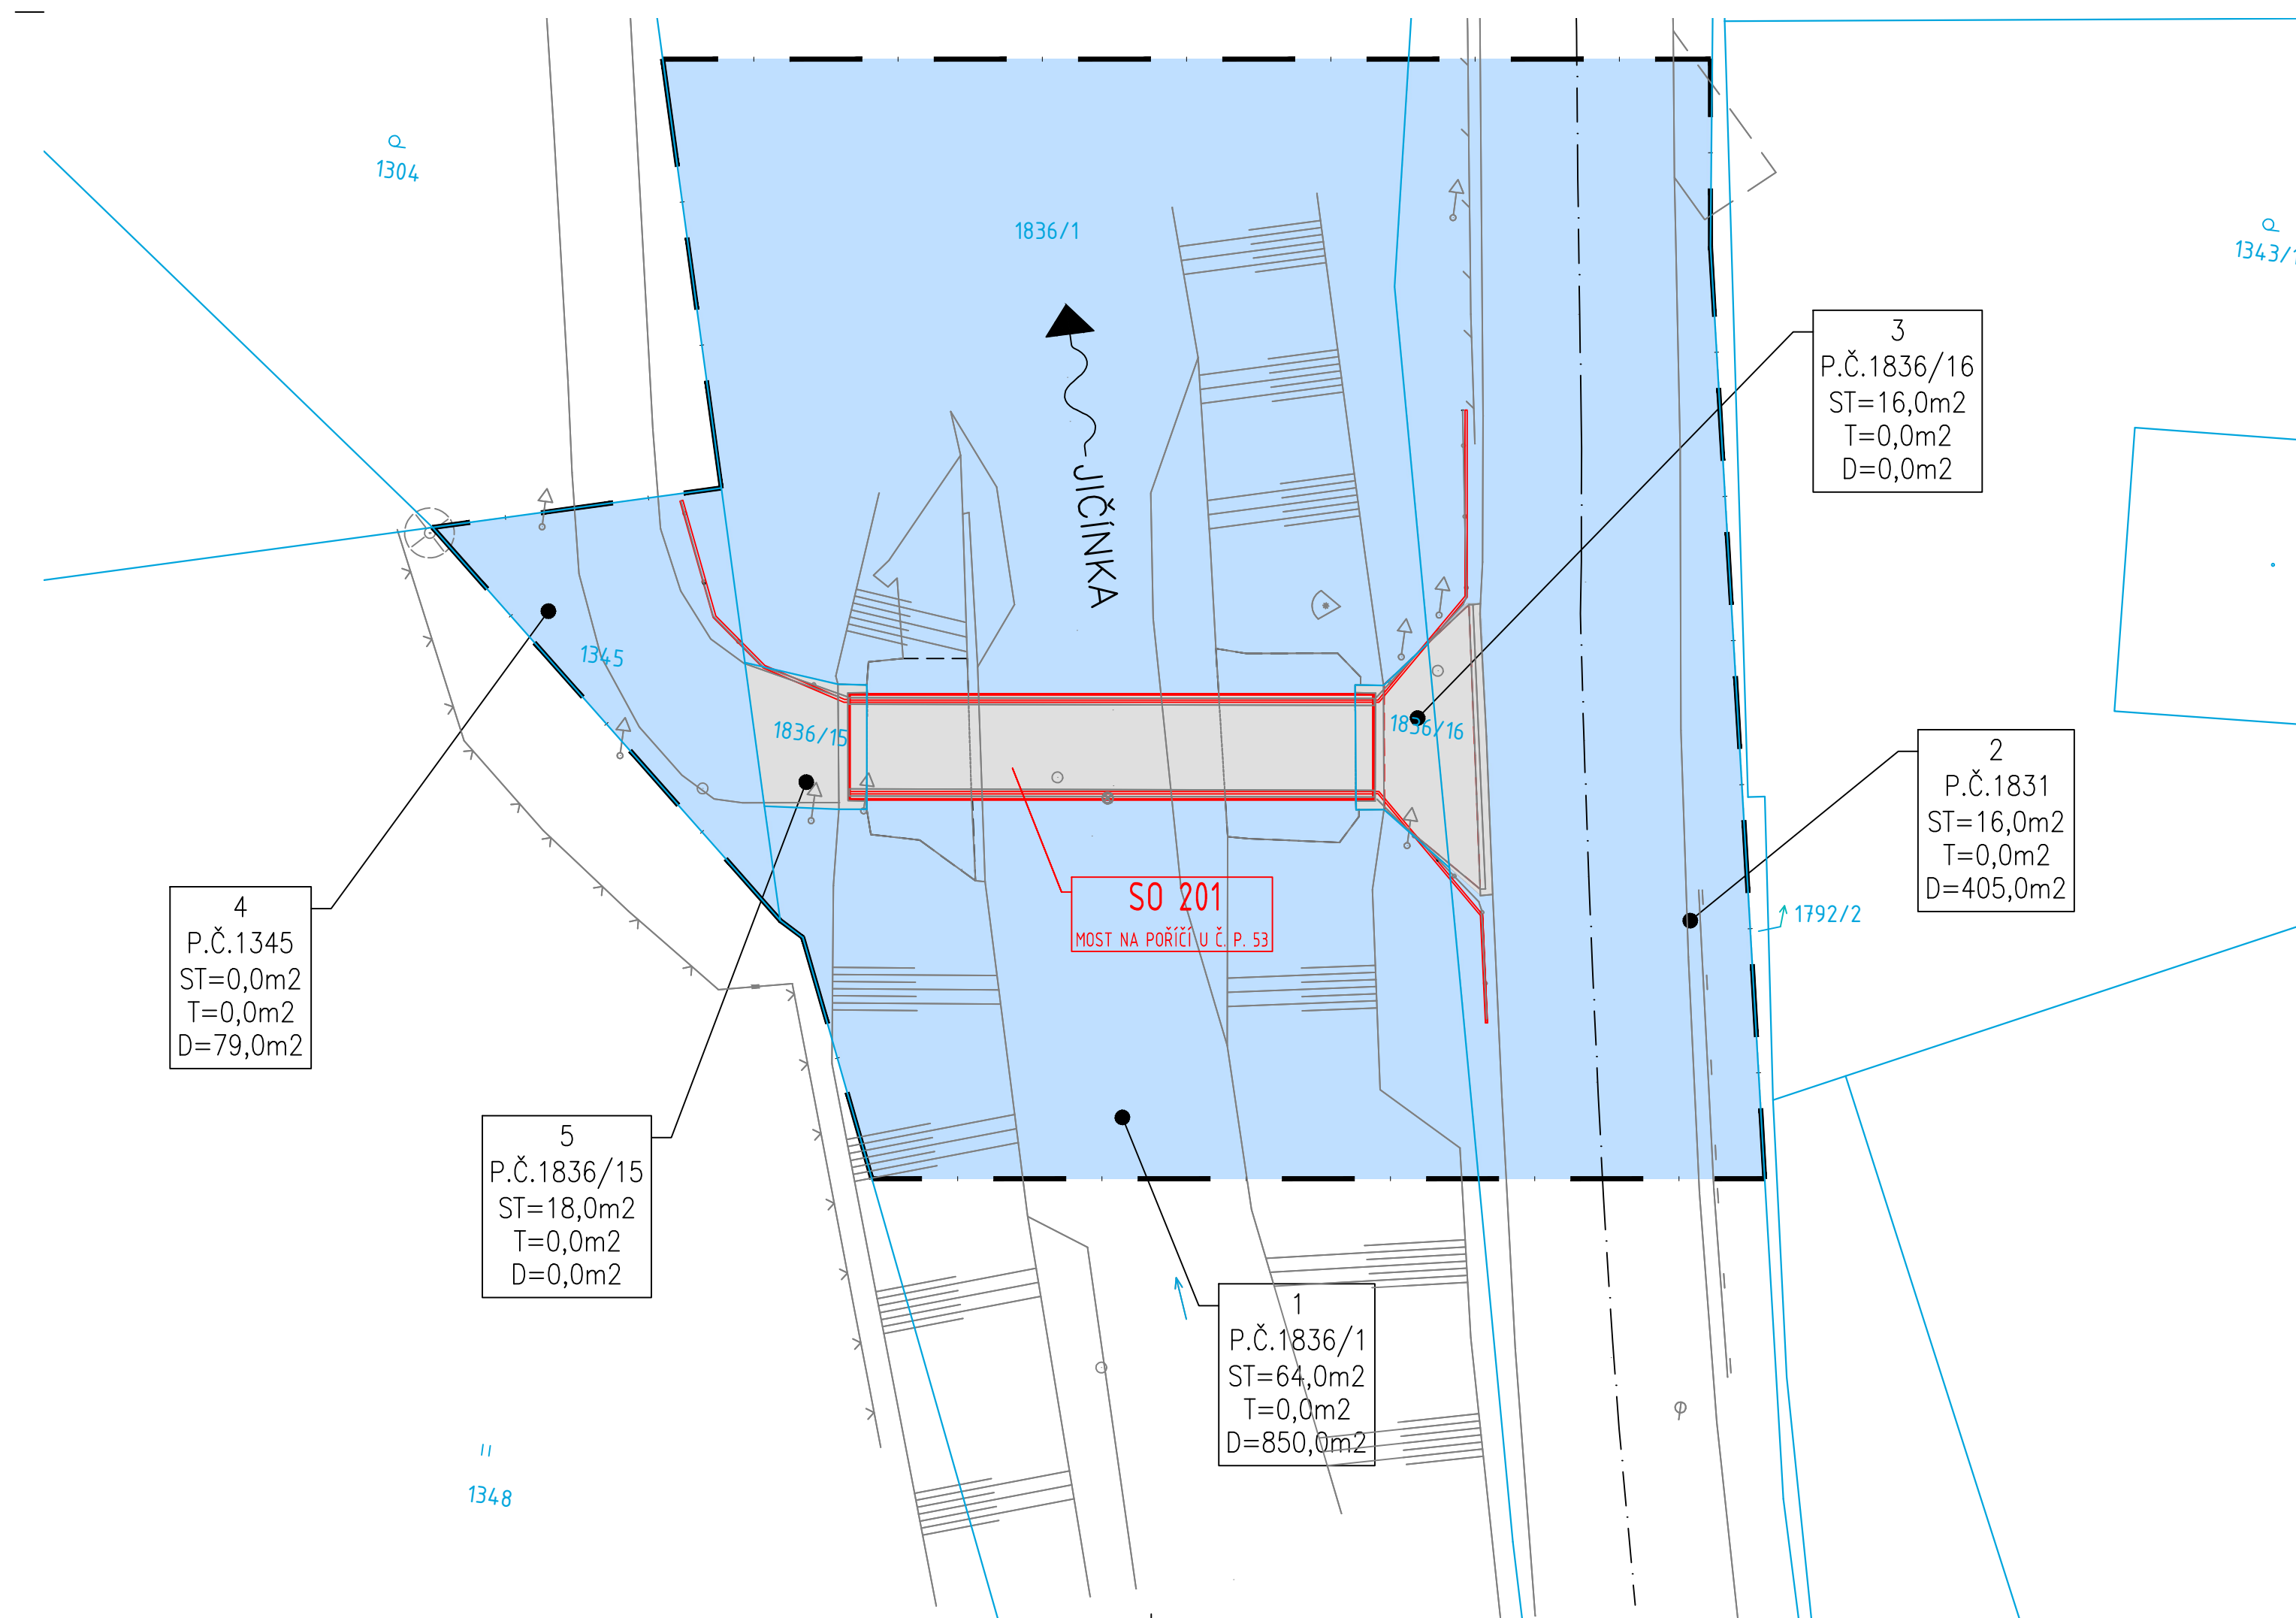 1304
1836/1
1343/1
3
P.Č.1836/16
ST=16,0m2
T=0,0m2
D=0,0m2
JIČÍNKA
1345
1836/15
1836/16
2
P.Č.1831
ST=16,0m2
T=0,0m2
D=405,0m2
SO 201
MOST NA POŘÍČÍ U Č. P. 53
1792/2
4
P.Č.1345
ST=0,0m2
T=0,0m2
D=79,0m2
5
P.Č.1836/15
ST=18,0m2
T=0,0m2
D=0,0m2
1
P.Č.1836/1
ST=64,0m2
T=0,0m2
D=850,0m2
1348